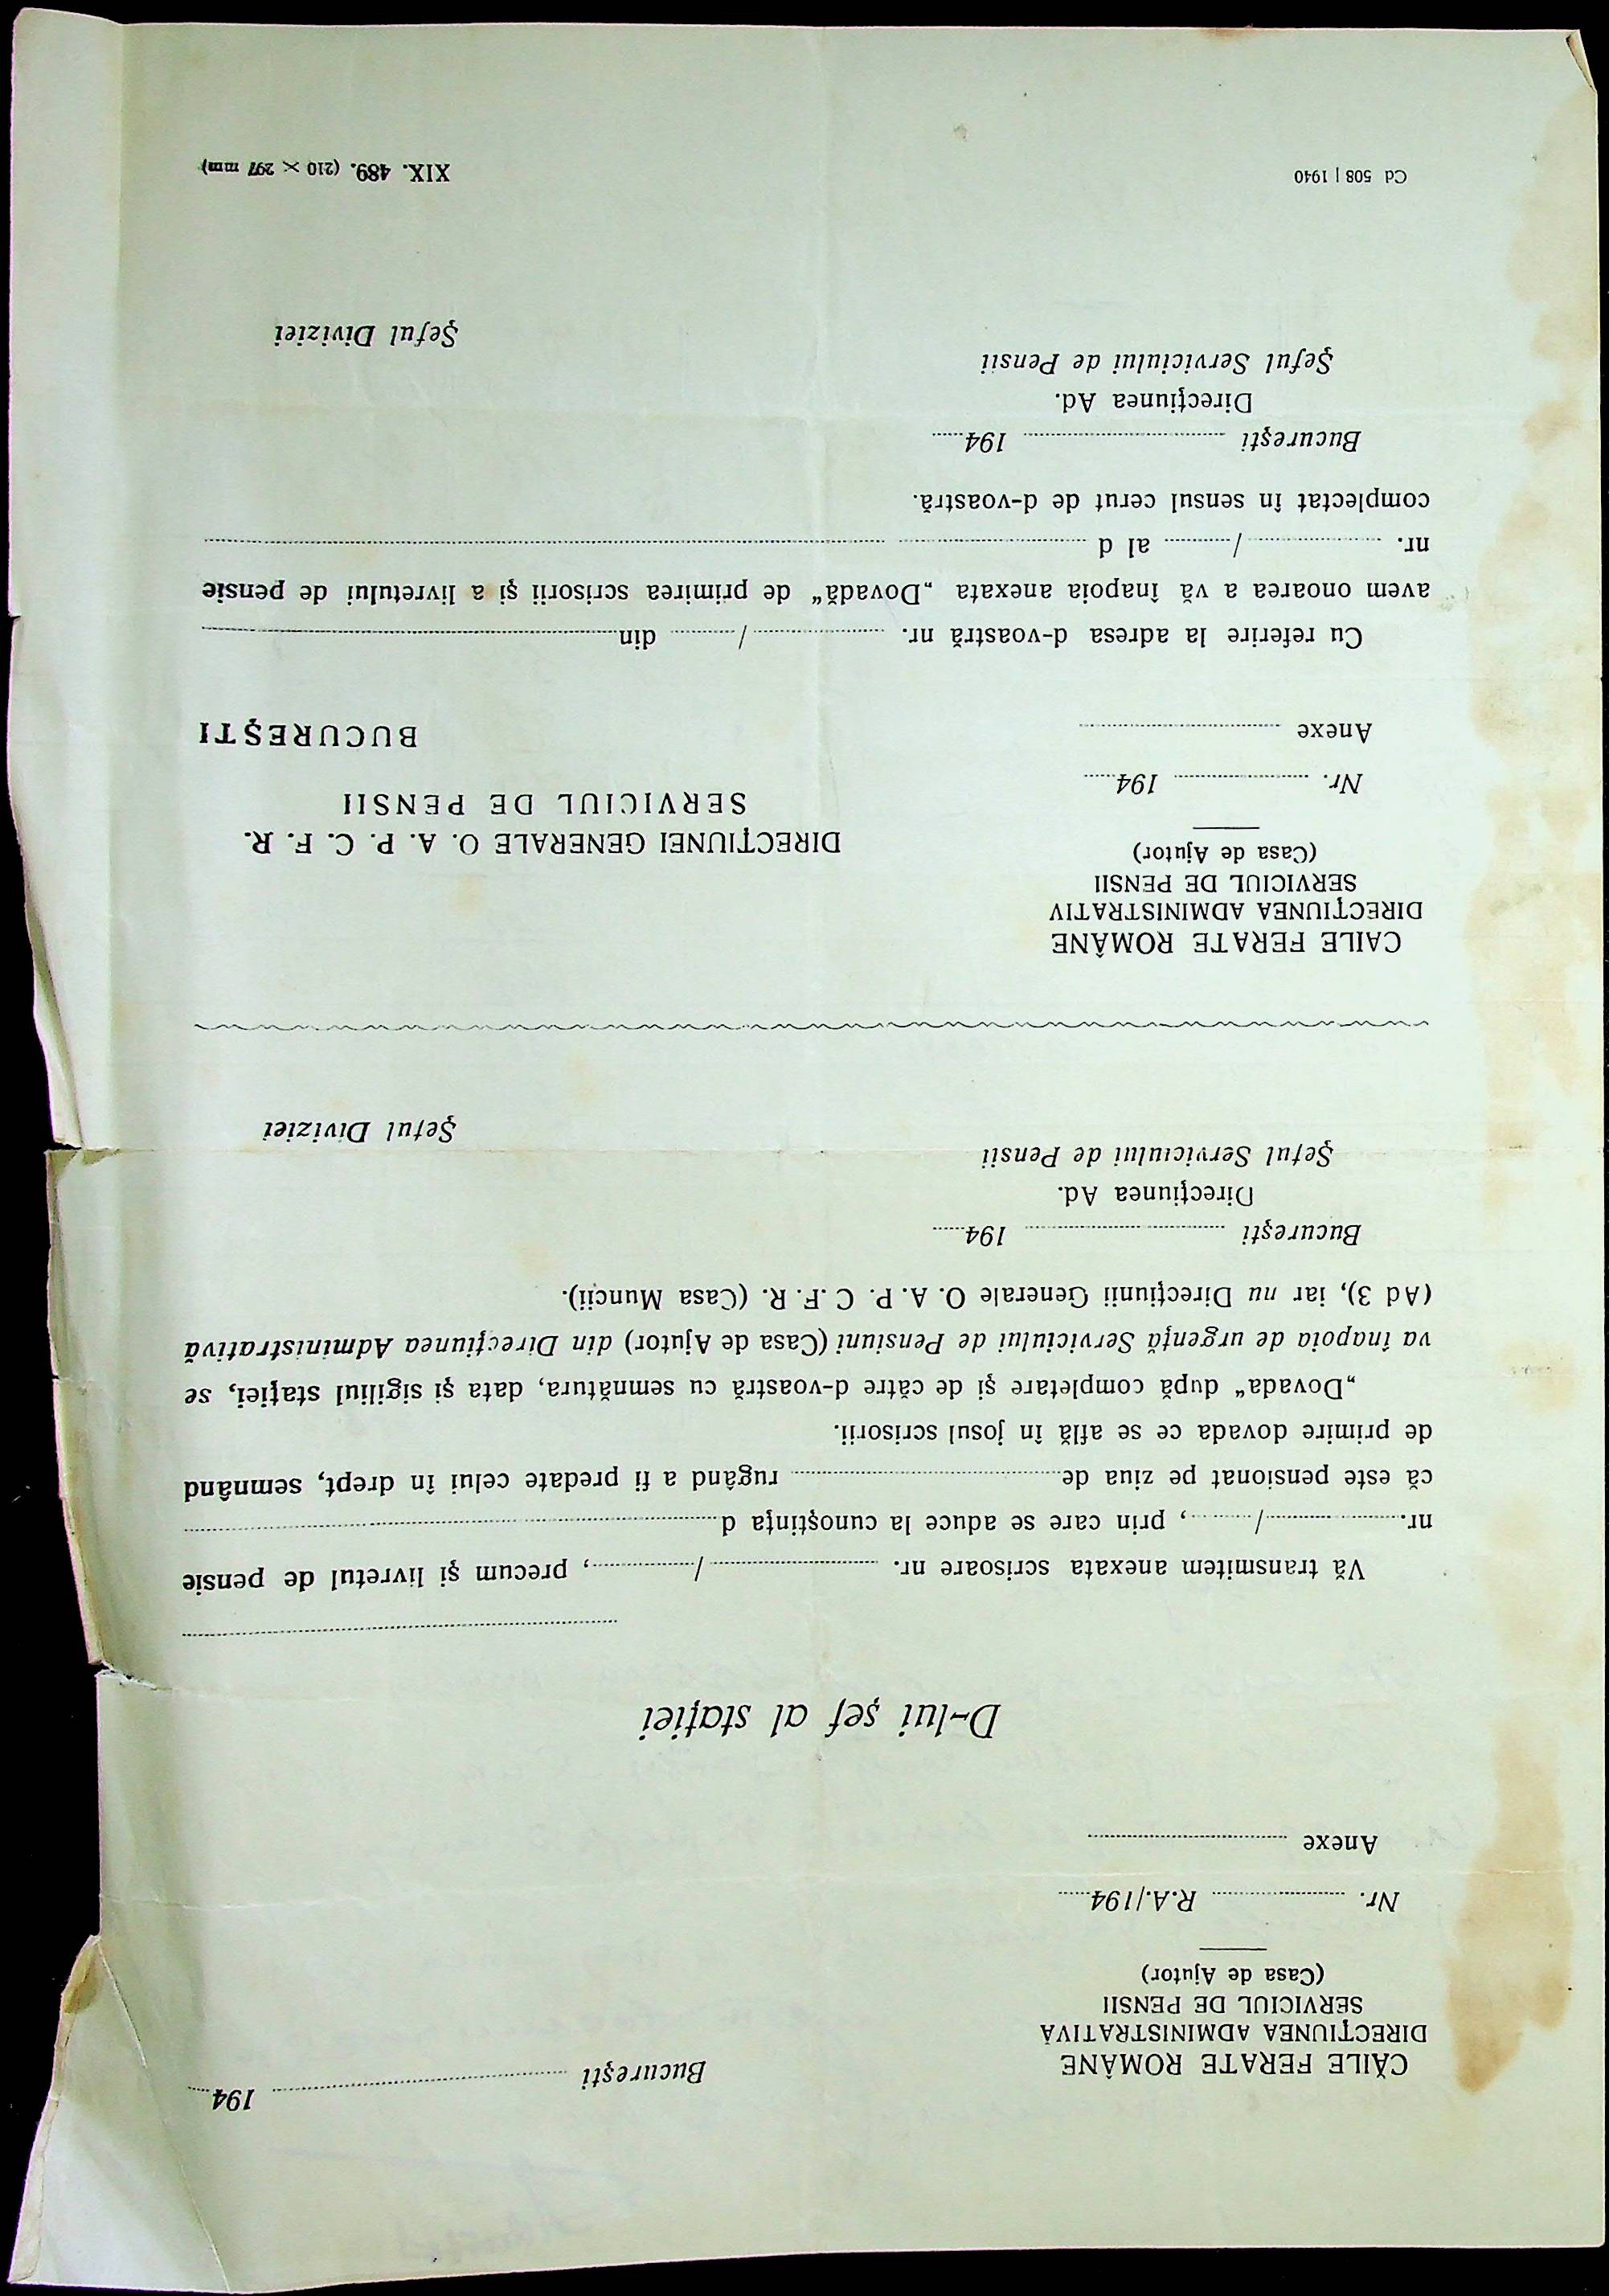 CĂILE FERATE ROMÂNE
DIRECŢIUNEA ADMINISTRATIVĂ
SERVICIUL DE PENSII
(Casa de Ajutor)
Bucureşti ........ 194....
Nr. ........ R.A./194.....
Anexe ........
D-lui şef al staţiei
........
Vă transmitem anexata scrisoare nr. ......../........, precum şi livretul de pensie
nr. ......../........, prin care se aduce la cunoştinţa d........
că este pensionat pe ziua de........ rugând a fi predate celui în drept, semnând
de primire dovada ce se află în josul scrisorii.
„Dovada“ după completare şi de către d-voastră cu semnătura, data şi sigiliul staţiei, se
va înapoia de urgenţă Serviciului de Pensiuni (Casa de Ajutor) din Direcţiunea Administrativă
(Ad 3), iar nu Direcţiunii Generale O. A. P. C .F. R. (Casa Muncii).
Bucureşti ........ 194......
Direcţiunea Ad.
Şeful Serviciului de Pensii
Şeful Diviziei
CAILE FERATE ROMÂNE
DIRECŢIUNEA ADMINISTRATIV
SERVICIUL DE PENSII
(Casa de Ajutor)
DIRECŢIUNEI GENERALE O. A. P. C. F. R.
SERVICIUL DE PENSII
Nr. ........ 194......
Anexe ........
BUCUREŞTI
Cu referire la adresa d-voastră nr. ......../........ din........
avem onoarea a vă înapoia anexata „Dovadă“ de primirea scrisorii şi a livretului de pensie
nr. ......../........ al d ........
complectat în sensul cerut de d-voastră.
Bucureşti ........ 194......
Direcţiunea Ad.
Şeful Serviciului de Pensii
Şeful Diviziei
Cd 508 | 1940
XIX. 489. (210 × 297 mm)